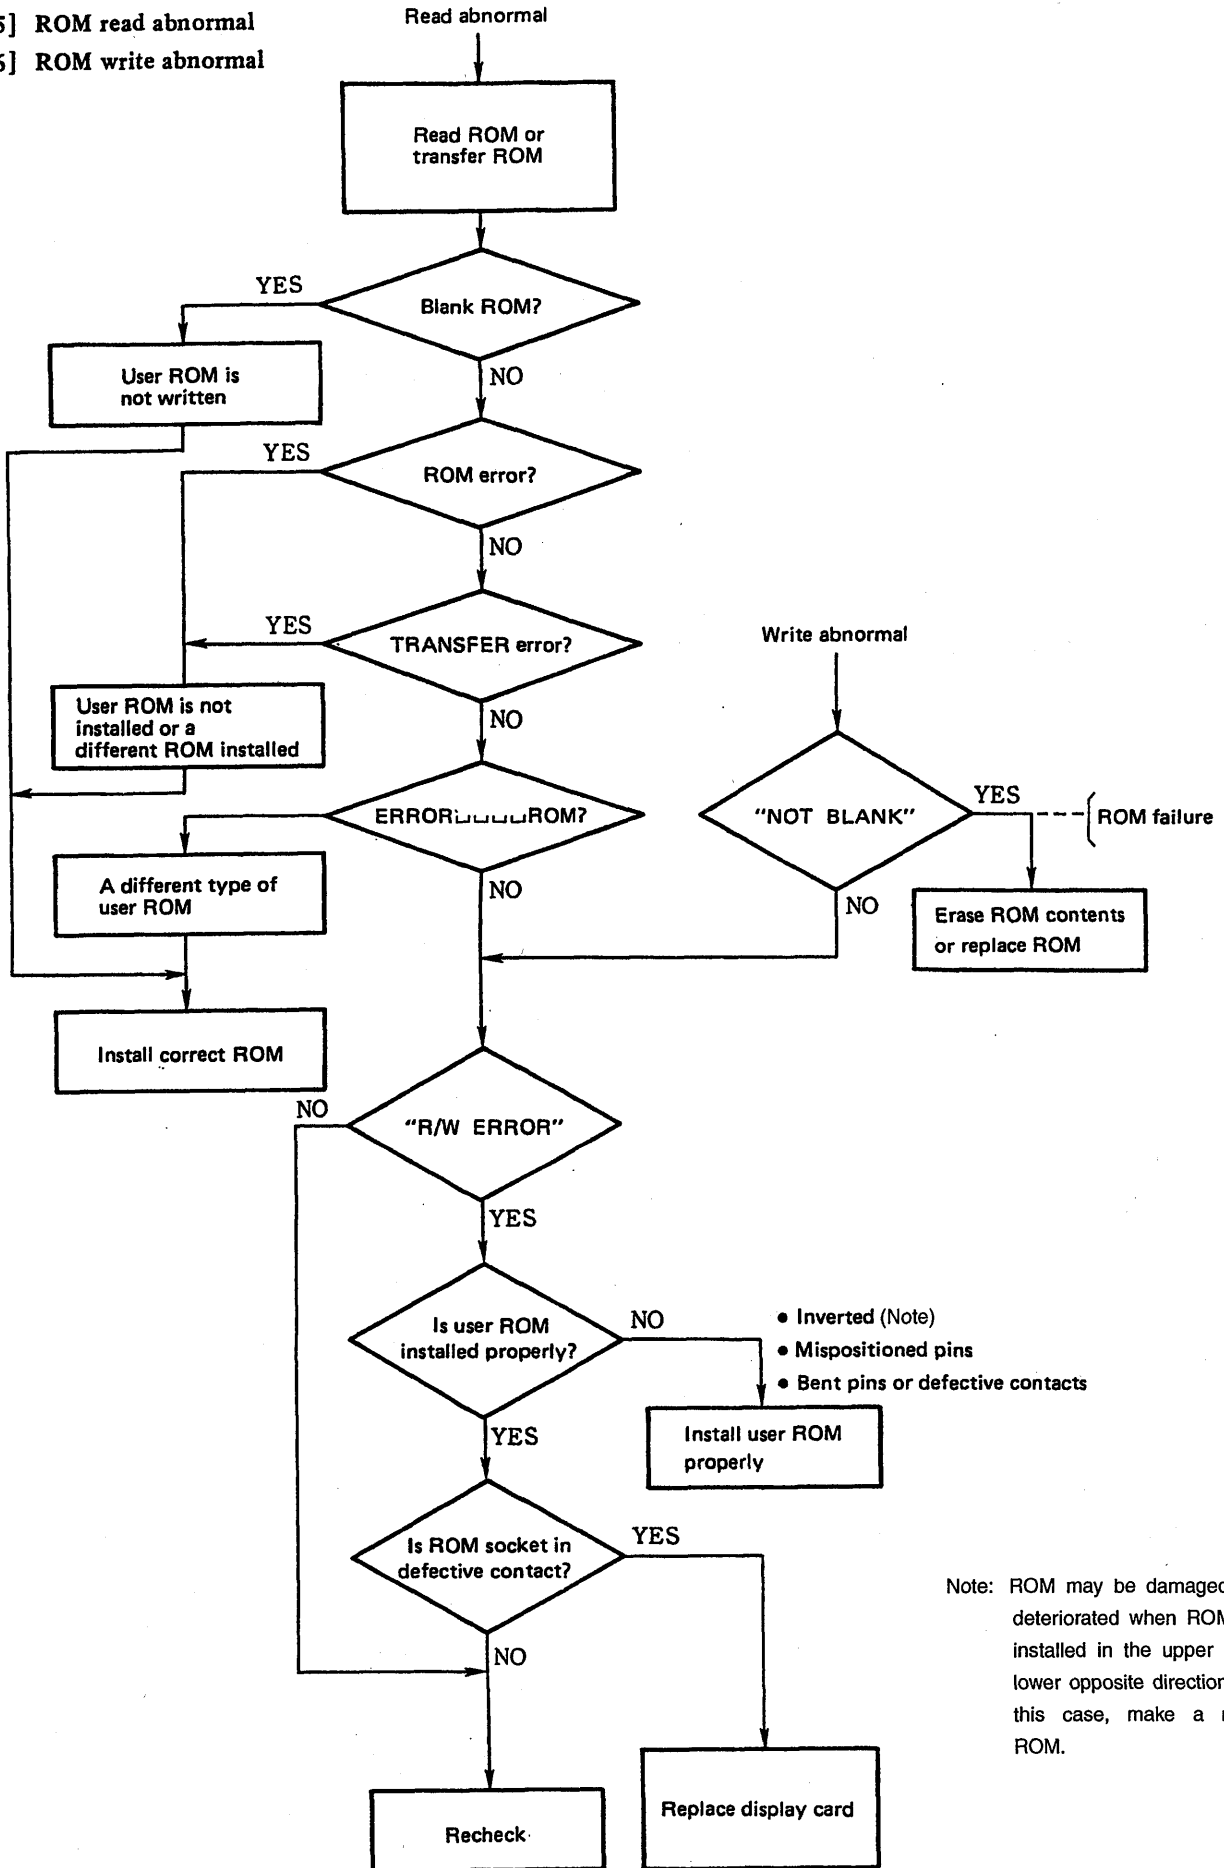 5] ROM read abnormal
6] ROM write abnormal
Read abnormal
Read ROM or
transfer ROM
YES
Blank ROM?
User ROM is
not written
NO
YES
ROM error?
NO
YES
TRANSFER error?
Write abnormal
User ROM is not
installed or a
different ROM installed
NO
ERROR␣␣␣␣ROM?
"NOT BLANK"
YES
ROM failure
A different type of
user ROM
NO
NO
Erase ROM contents
or replace ROM
Install correct ROM
NO
"R/W ERROR"
YES
Is user ROM
installed properly?
NO
• Inverted (Note)
• Mispositioned pins
• Bent pins or defective contacts
Install user ROM
properly
YES
Is ROM socket in
defective contact?
YES
NO
Note: ROM may be damaged
deteriorated when ROM
installed in the upper
lower opposite direction
this case, make a
ROM.
Recheck
Replace display card